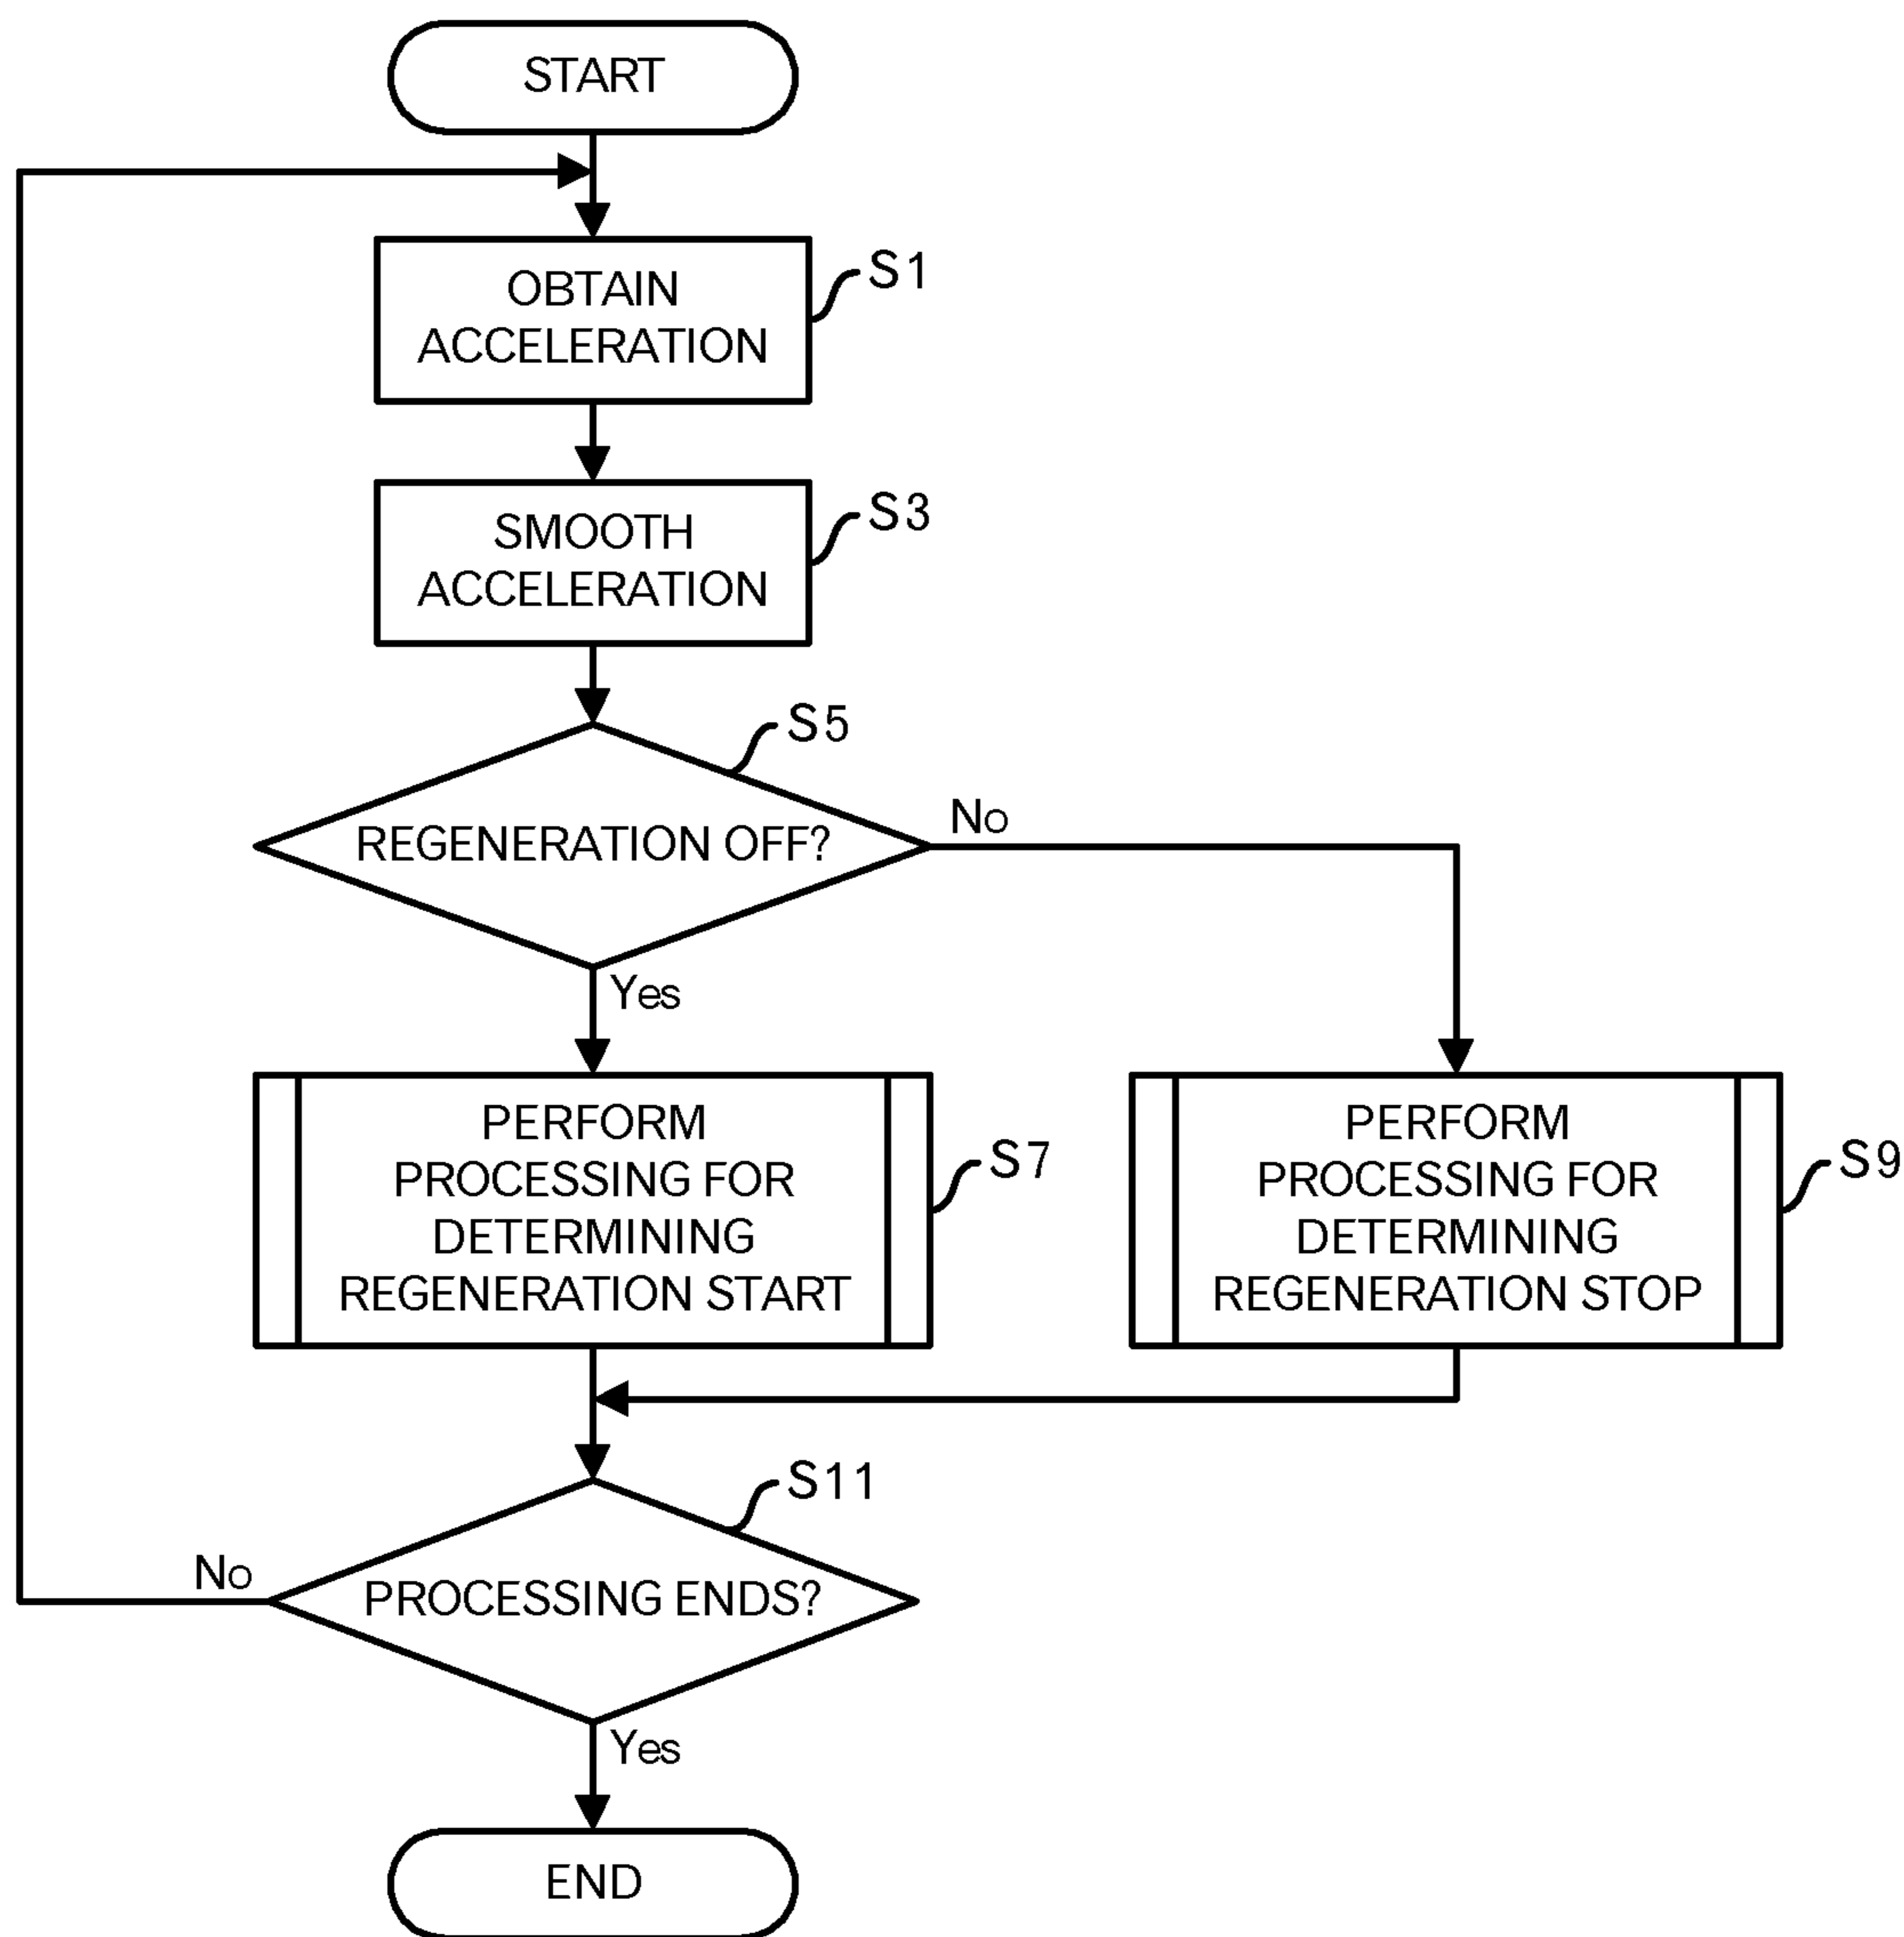 START
OBTAIN
ACCELERATION
S1
SMOOTH
ACCELERATION
S3
S5
REGENERATION OFF?
No
Yes
PERFORM
PROCESSING FOR
DETERMINING
REGENERATION START
S7
PERFORM
PROCESSING FOR
DETERMINING
REGENERATION STOP
S9
S11
PROCESSING ENDS?
No
Yes
END